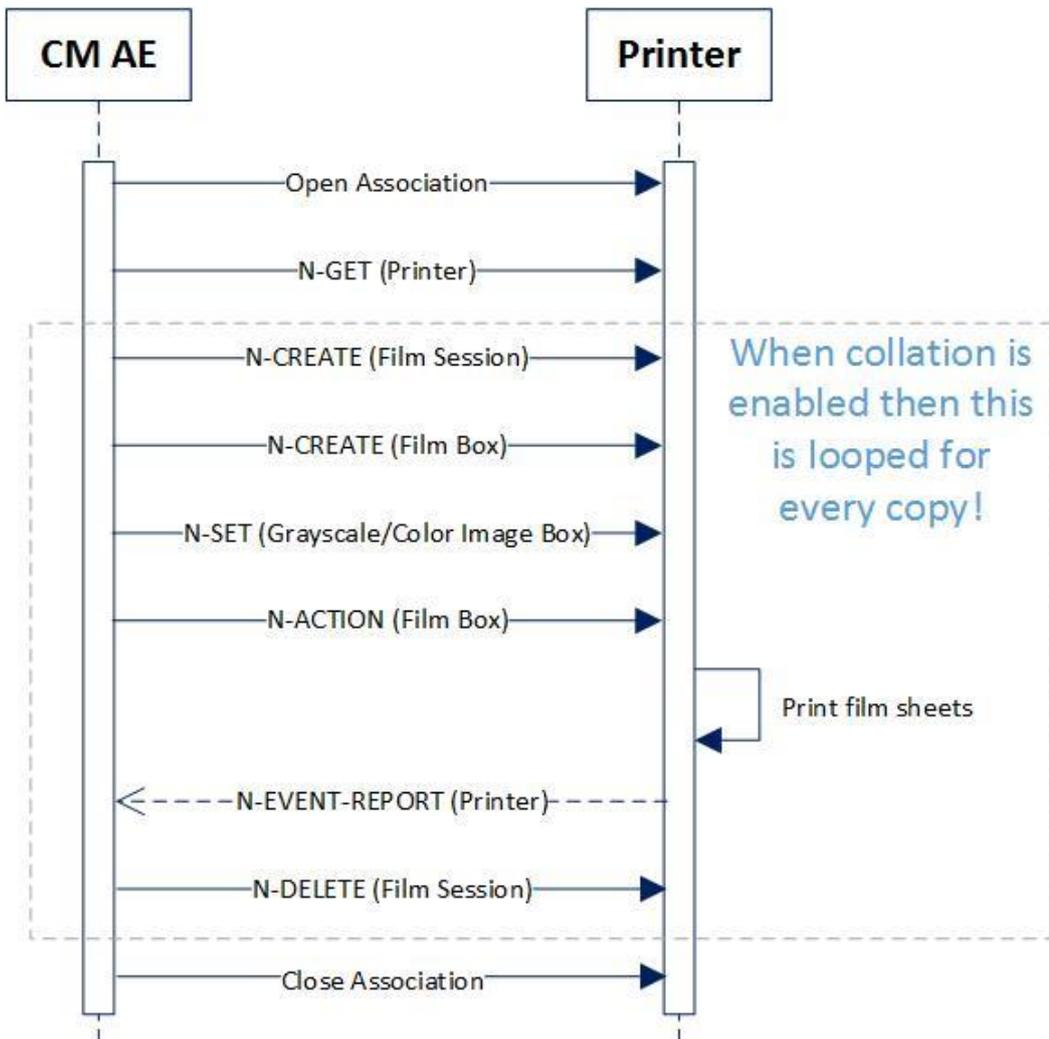 CM AE
Printer
Open Association
N-GET (Printer)
N-CREATE (Film Session)
When collation is
enabled then this
is looped for
every copy!
N-CREATE (Film Box)
N-SET (Grayscale/Color Image Box)
N-ACTION (Film Box)
Print film sheets
N-EVENT-REPORT (Printer)
N-DELETE (Film Session)
Close Association